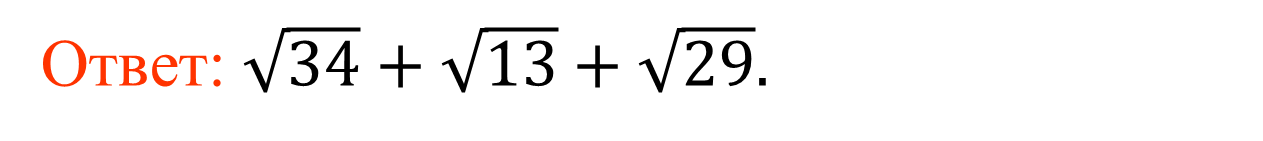 Ответ: √34 + √13 + √29.